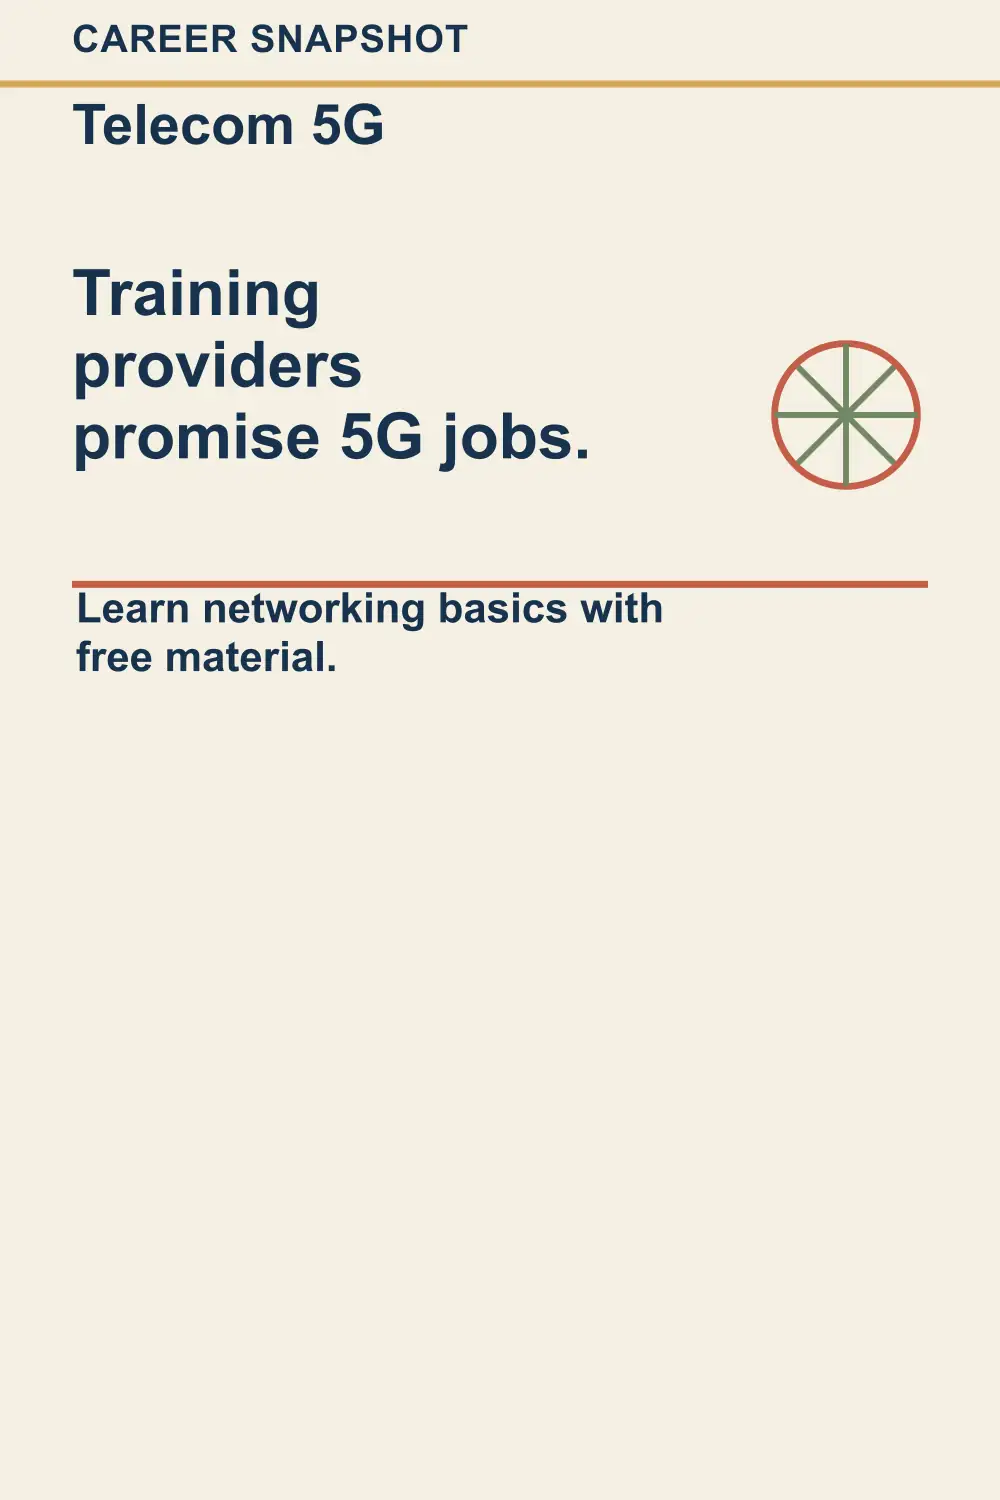 CAREER SNAPSHOT
Telecom 5G
Training
providers
promise 5G jobs.
Learn networking basics with
free material.